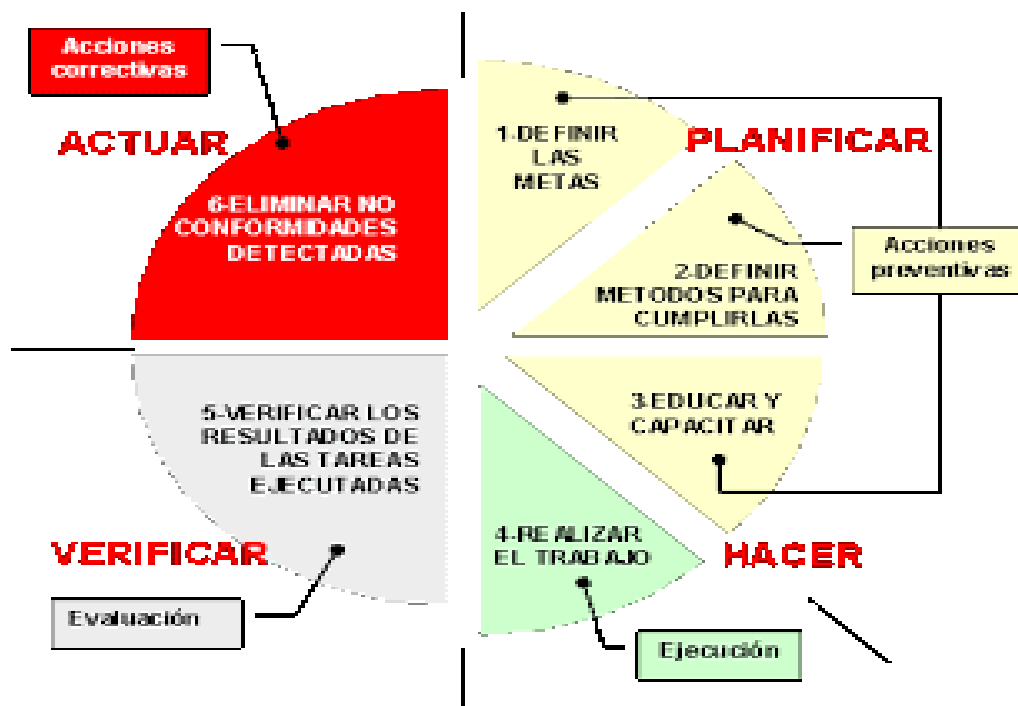 Acciones
correctivas
ACTUAR
6-ELIMINAR NO
CONFORMIDADES
DETECTADAS
1-DEFINIR
LAS
METAS
PLANIFICAR
2-DEFINIR
METODOS PARA
CUMPLIRLAS
Acciones
preventivas
3-EDUCAR Y
CAPACITAR
HACER
4-REALIZAR
EL TRABAJO
Ejecución
5-VERIFICAR LOS
RESULTADOS DE
LAS TAREAS
EJECUTADAS
VERIFICAR
Evaluación